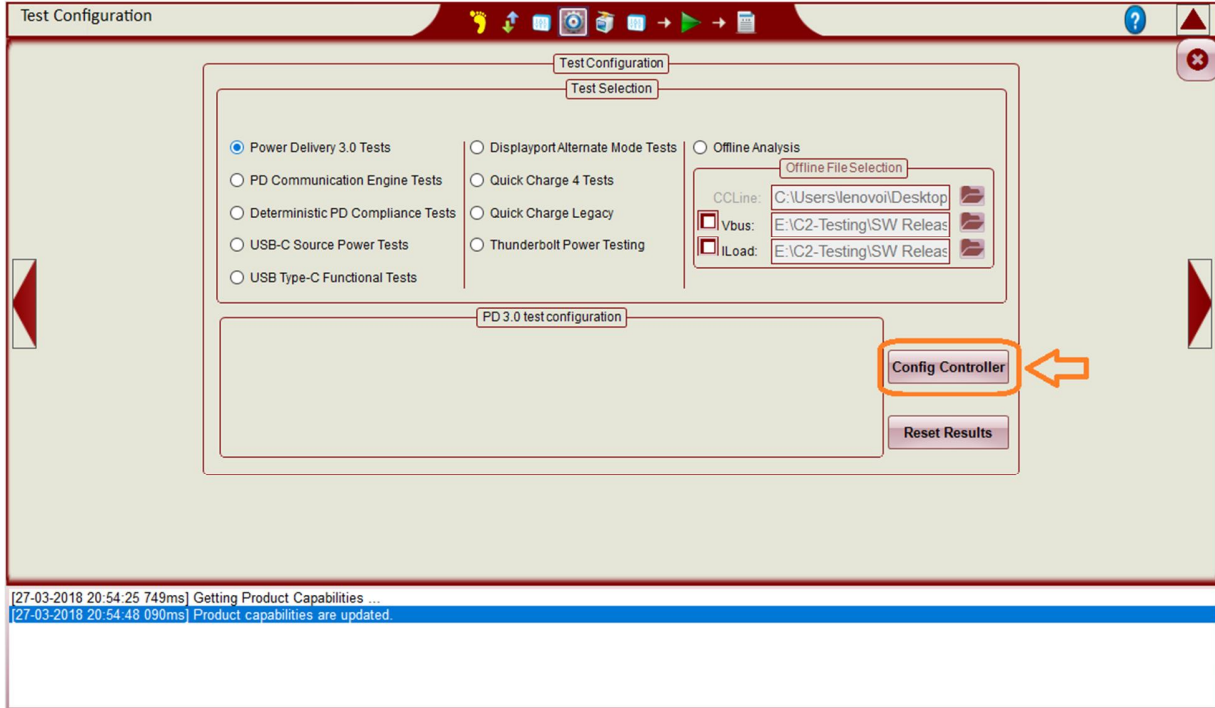 Test Configuration
?
Test Configuration
Test Selection
Power Delivery 3.0 Tests
PD Communication Engine Tests
Deterministic PD Compliance Tests
USB-C Source Power Tests
USB Type-C Functional Tests
Displayport Alternate Mode Tests
Quick Charge 4 Tests
Quick Charge Legacy
Thunderbolt Power Testing
Offline Analysis
Offline File Selection
CCLine: C:\Users\lenovoi\Desktop
Vbus: E:\C2-Testing\SW Releas
ILoad: E:\C2-Testing\SW Releas
PD 3.0 test configuration
Config Controller
Reset Results
[27-03-2018 20:54:25 749ms] Getting Product Capabilities ...
[27-03-2018 20:54:48 090ms] Product capabilities are updated.